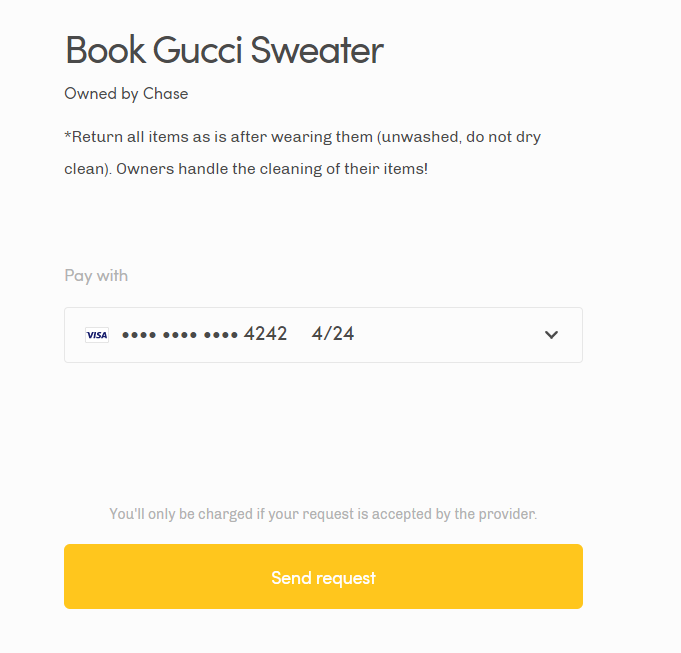 Book Gucci Sweater
Owned by Chase
*Return all items as is after wearing them (unwashed, do not dry
clean). Owners handle the cleaning of their items!
Pay with
VISA •••• •••• •••• 4242 4/24
You'll only be charged if your request is accepted by the provider.
Send request